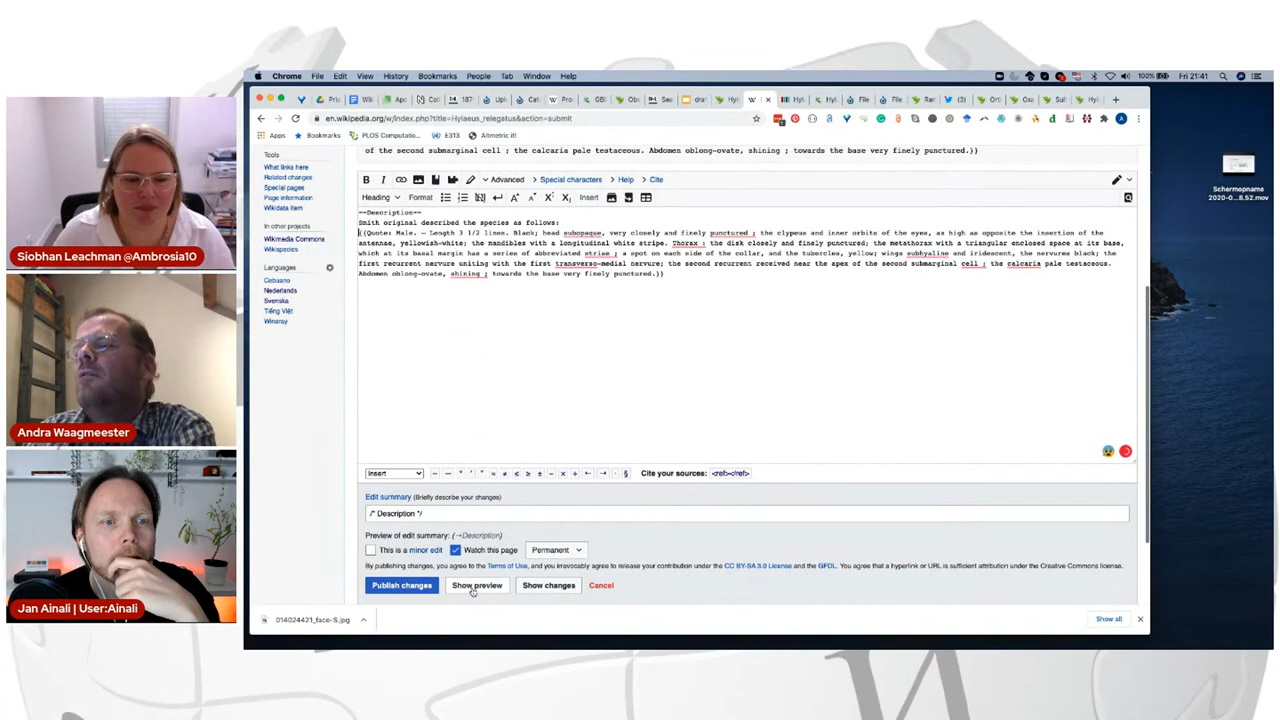 Chrome File Edit View History Bookmarks People Tab Window Help
100% Fri 21:41
en.wikipedia.org/w/index.php?title=Hylaeus_relegatus&action=submit
Apps Bookmarks PLOS Computatio... E313 Altmetric it!
Tools
What links here
Related changes
Special pages
Page information
Wikidata item
In other projects
Wikimedia Commons
Wikispecies
Languages
Cebuano
Nederlands
Svenska
Tiếng Việt
Winaray
of the second submarginal cell ; the calcaria pale testaceous. Abdomen oblong-ovate, shining ; towards the base very finely punctured.}}
B I Advanced Special characters Help Cite
Heading Format Insert
==Description==
Smith original described the species as follows:
{{Quote: Male. — Length 3 1/2 lines. Black; head subopaque, very closely and finely punctured ; the clypeus and inner orbits of the eyes, as high as opposite the insertion of the
antennae, yellowish-white; the mandibles with a longitudinal white stripe. Thorax : the disk closely and finely punctured; the metathorax with a triangular enclosed space at its base,
which at its basal margin has a series of abbreviated striae ; a spot on each side of the collar, and the tubercles, yellow; wings subhyaline and iridescent, the nervures black; the
first recurrent nervure uniting with the first transverso-medial nervure; the second recurrent received near the apex of the second submarginal cell ; the calcaria pale testaceous.
Abdomen oblong-ovate, shining ; towards the base very finely punctured.}}
Insert Cite your sources: <ref></ref>
Edit summary (Briefly describe your changes)
/* Description */
Preview of edit summary: (→Description)
This is a minor edit Watch this page Permanent
By publishing changes, you agree to the Terms of Use, and you irrevocably agree to release your contribution under the CC BY-SA 3.0 License and the GFDL. You agree that a hyperlink or URL is sufficient attribution under the Creative Commons license.
Publish changes Show preview Show changes Cancel
014024421_face-S.jpg Show all
Schermopname
2020-0...8.52.mov
Siobhan Leachman @Ambrosia10
Andra Waagmeester
Jan Ainali | User:Ainali
W